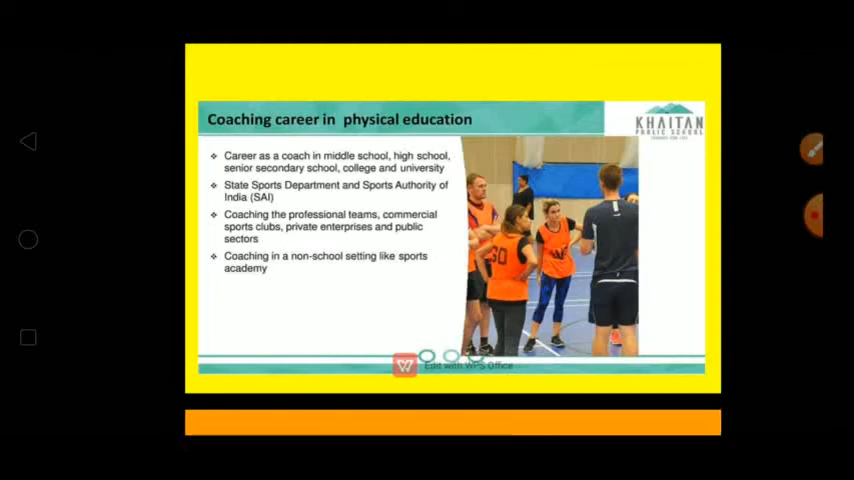 Coaching career in physical education
KHAITAN
PUBLIC SCHOOL
❖ Career as a coach in middle school, high school,
senior secondary school, college and university
❖ State Sports Department and Sports Authority of
India (SAI)
❖ Coaching the professional teams, commercial
sports clubs, private enterprises and public
sectors
❖ Coaching in a non-school setting like sports
academy
Edit with WPS Office